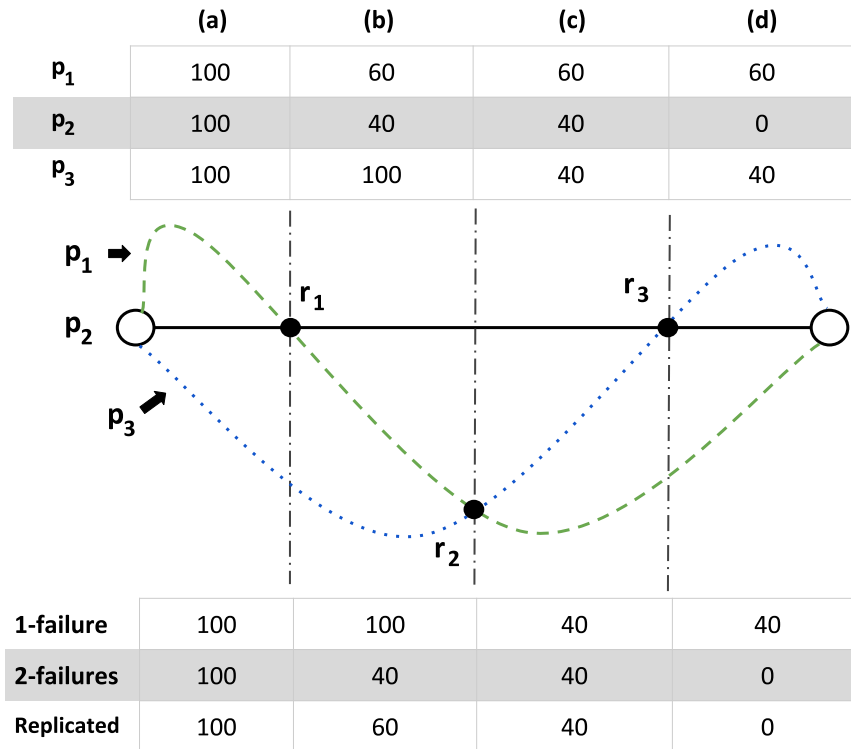 (a) (b) (c) (d)
p1 100 60 60 60
p2 100 40 40 0
p3 100 100 40 40
p1
r1
r3
p2
p3
r2
1-failure 100 100 40 40
2-failures 100 40 40 0
Replicated 100 60 40 0